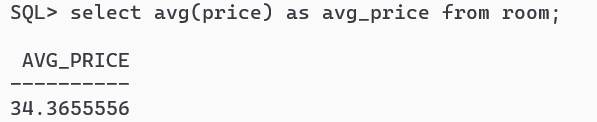 SQL> select avg(price) as avg_price from room;
AVG_PRICE
----------
34.3655556